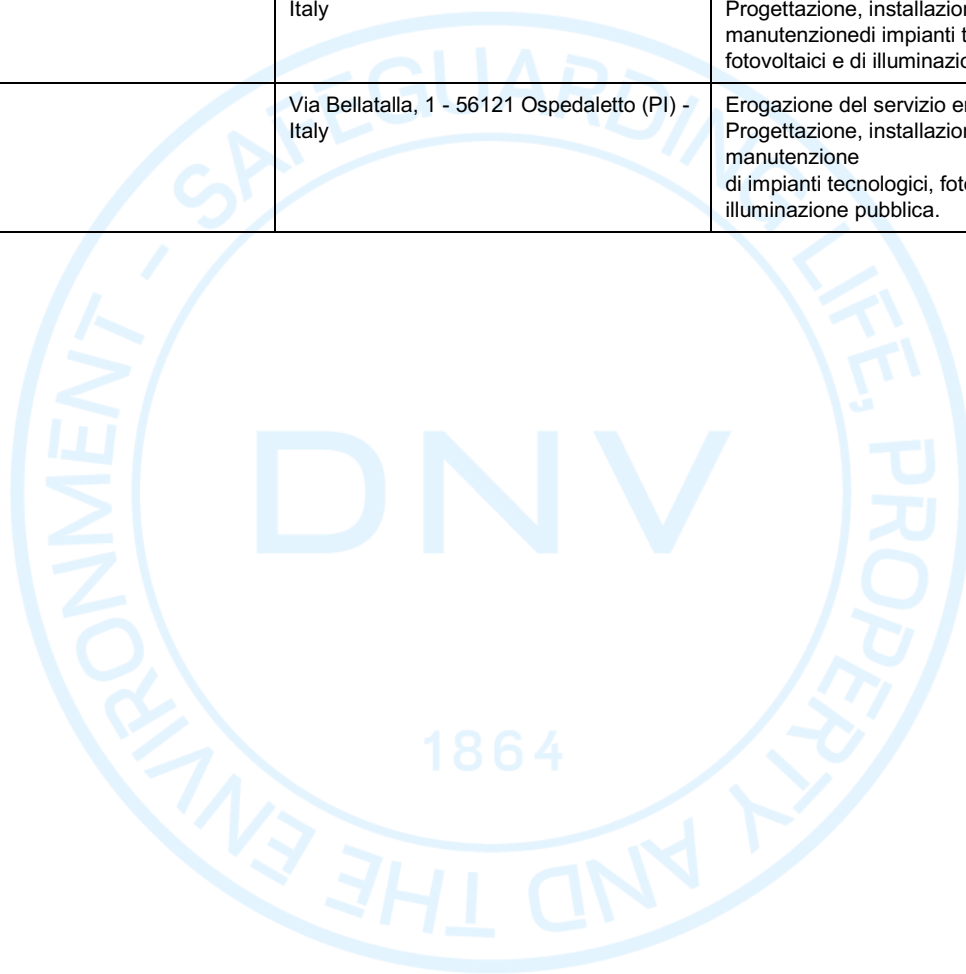 Italy
Progettazione, installazion
manutenzionedi impianti t
fotovoltaici e di illuminazio
Via Bellatalla, 1 - 56121 Ospedaletto (PI) -
Italy
Erogazione del servizio en
Progettazione, installazion
manutenzione
di impianti tecnologici, foto
illuminazione pubblica.
SAFEGUARDING LIFE, PROPERTY AND THE ENVIRONMENT -
DNV
1864